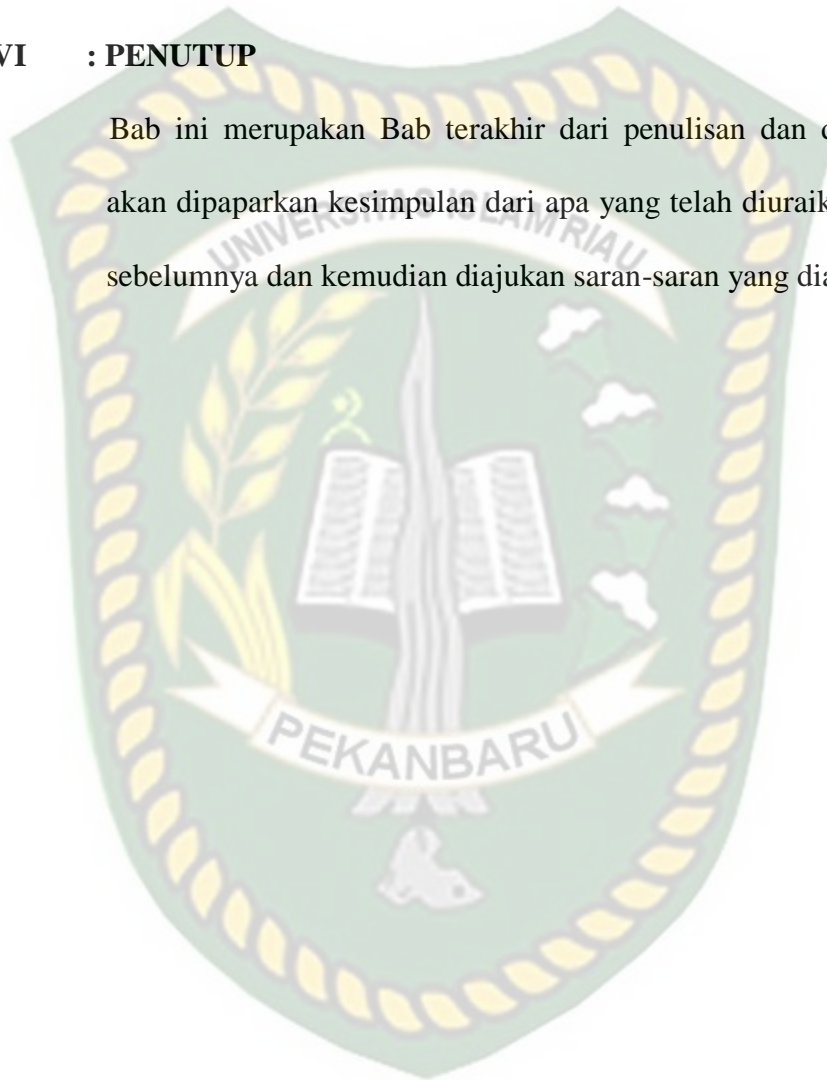 VI : PENUTUP
Bab ini merupakan Bab terakhir dari penulisan dan
akan dipaparkan kesimpulan dari apa yang telah diuraik
sebelumnya dan kemudian diajukan saran-saran yang dia
UNIVERSITAS ISLAM RIAU
PEKANBARU